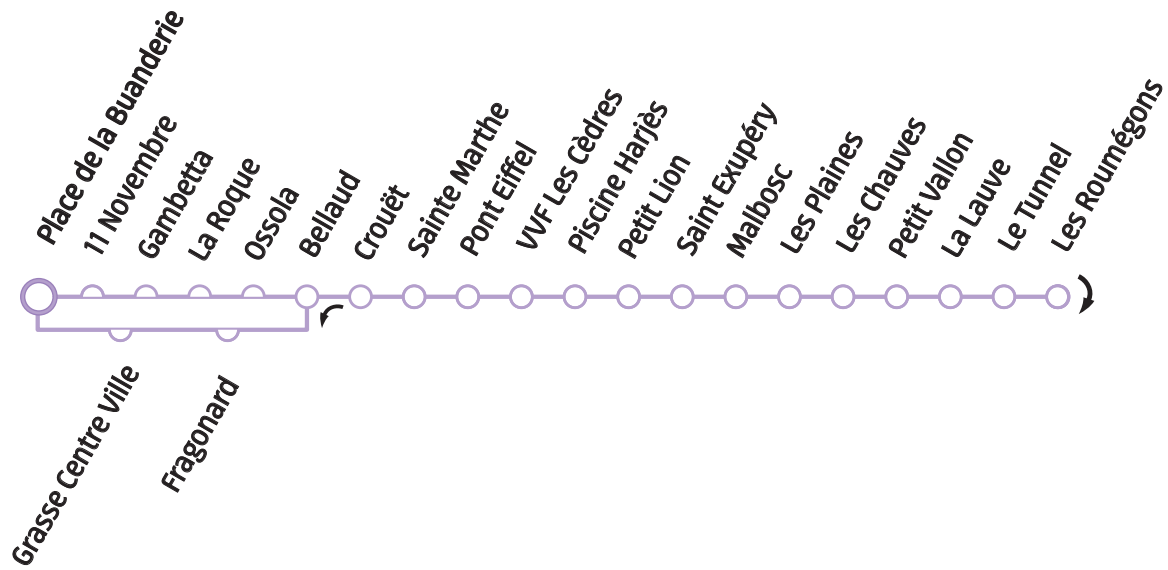 Place de la Buanderie
11 Novembre
Gambetta
La Roque
Ossola
Bellaud
Crouët
Sainte Marthe
Pont Eiffel
VVF Les Cèdres
Piscine Harjès
Petit Lion
Saint Exupéry
Malbosc
Les Plaines
Les Chauves
Petit Vallon
La Lauve
Le Tunnel
Les Roumégons
Grasse Centre Ville
Fragonard